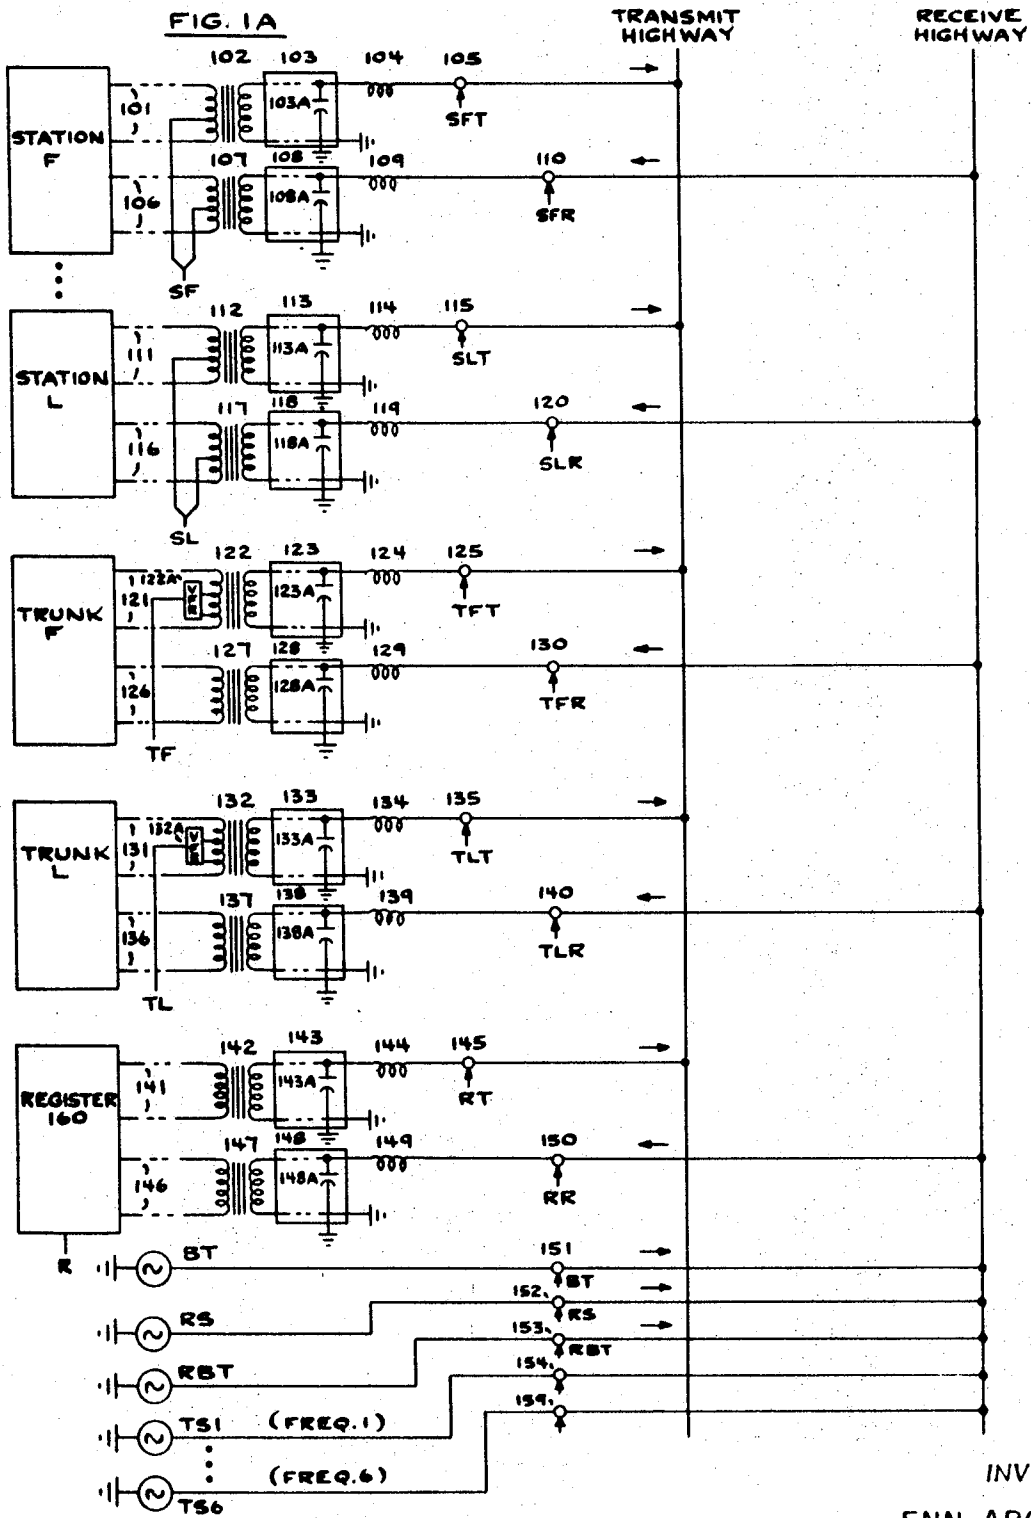 FIG. 1A
TRANSMIT
HIGHWAY
RECEIVE
HIGHWAY
102 103 104 105
101
103A
SFT
STATION
F
107 108 109 110
106
108A
SFR
SF
112 113 114 115
111
113A
SLT
STATION
L
117 118 119 120
116
118A
SLR
SL
122 123 124 125
122A
121
VFR
123A
TFT
TRUNK
F
127 128 129 130
126
128A
TFR
TF
132 133 134 135
132A
131
133A
TLT
TRUNK
L
137 138 139 140
136
138A
TLR
TL
142 143 144 145
141
143A
RT
REGISTER
160
147 148 149 150
146
148A
RR
R
BT
151
BT
RS
152
RS
RBT
153
RBT
154
159
TS1 (FREQ.1)
TS6 (FREQ.6)
INV